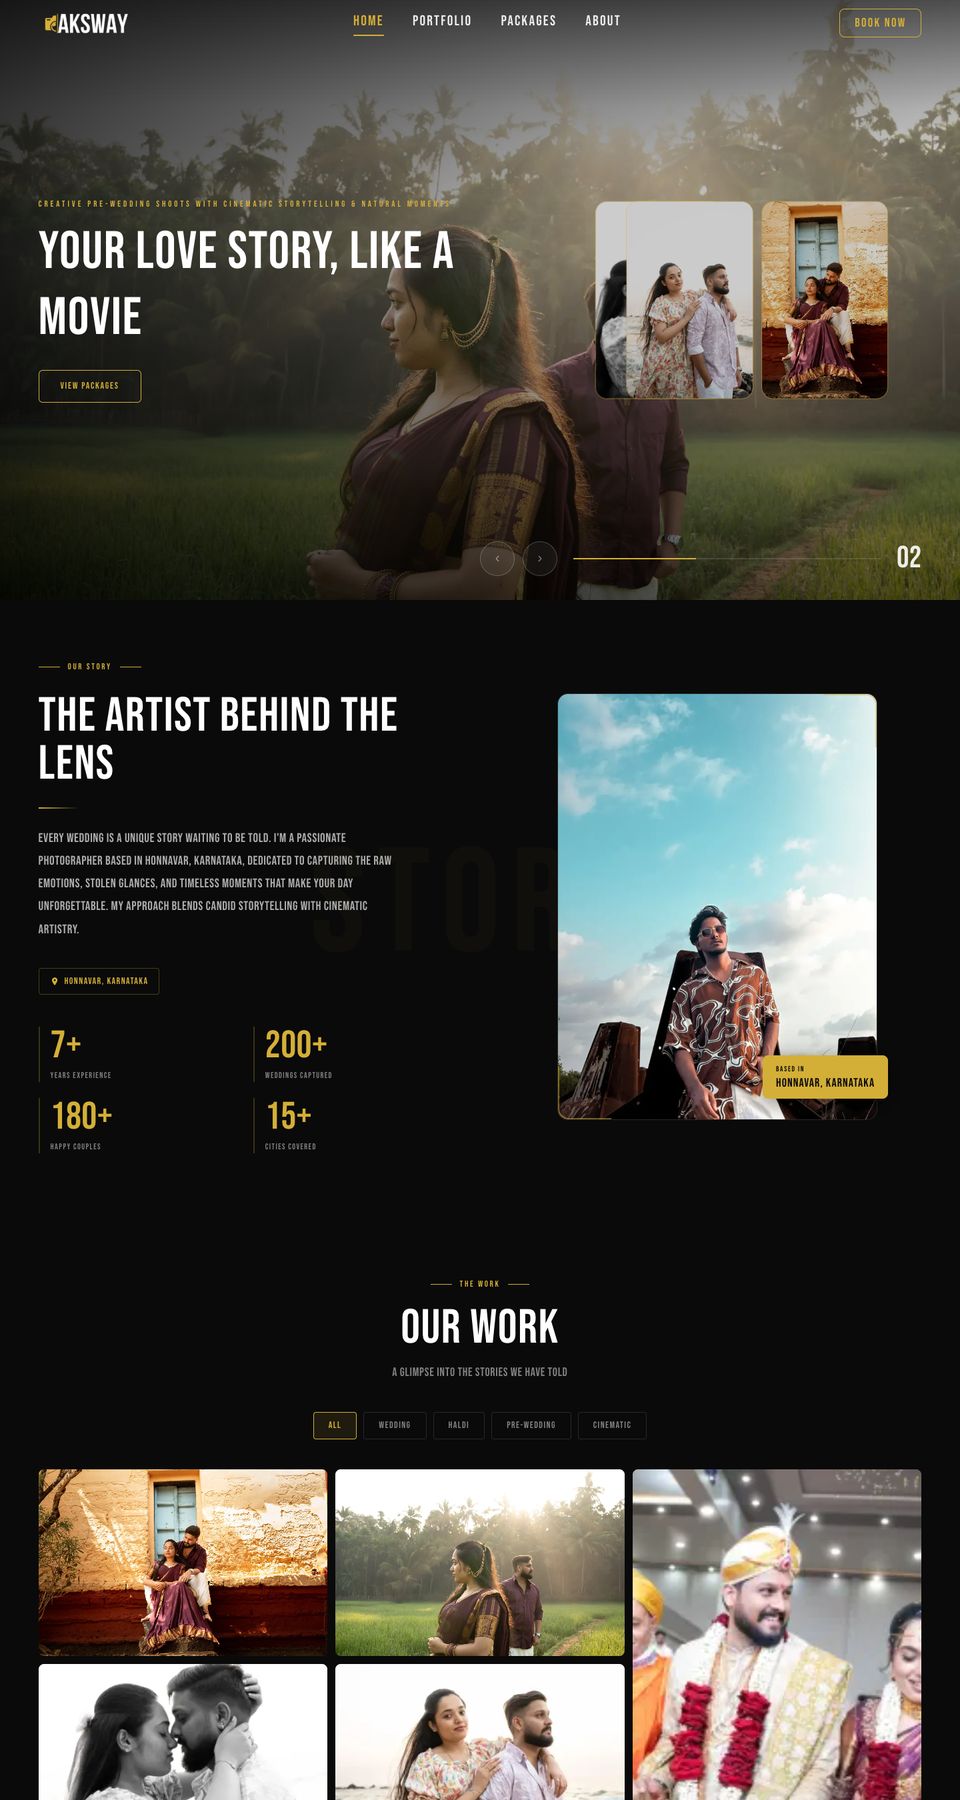 AKSWAY
HOME
PORTFOLIO
PACKAGES
ABOUT
BOOK NOW
CREATIVE PRE-WEDDING SHOOTS WITH CINEMATIC STORYTELLING & NATURAL MOMENTS
YOUR LOVE STORY, LIKE A
MOVIE
VIEW PACKAGES
02
OUR STORY
THE ARTIST BEHIND THE
LENS
EVERY WEDDING IS A UNIQUE STORY WAITING TO BE TOLD. I'M A PASSIONATE
PHOTOGRAPHER BASED IN HONNAVAR, KARNATAKA, DEDICATED TO CAPTURING THE RAW
EMOTIONS, STOLEN GLANCES, AND TIMELESS MOMENTS THAT MAKE YOUR DAY
UNFORGETTABLE. MY APPROACH BLENDS CANDID STORYTELLING WITH CINEMATIC
ARTISTRY.
STOR
HONNAVAR, KARNATAKA
7+
YEARS EXPERIENCE
200+
WEDDINGS CAPTURED
180+
HAPPY COUPLES
15+
CITIES COVERED
BASED IN
HONNAVAR, KARNATAKA
THE WORK
OUR WORK
A GLIMPSE INTO THE STORIES WE HAVE TOLD
ALL
WEDDING
HALDI
PRE-WEDDING
CINEMATIC